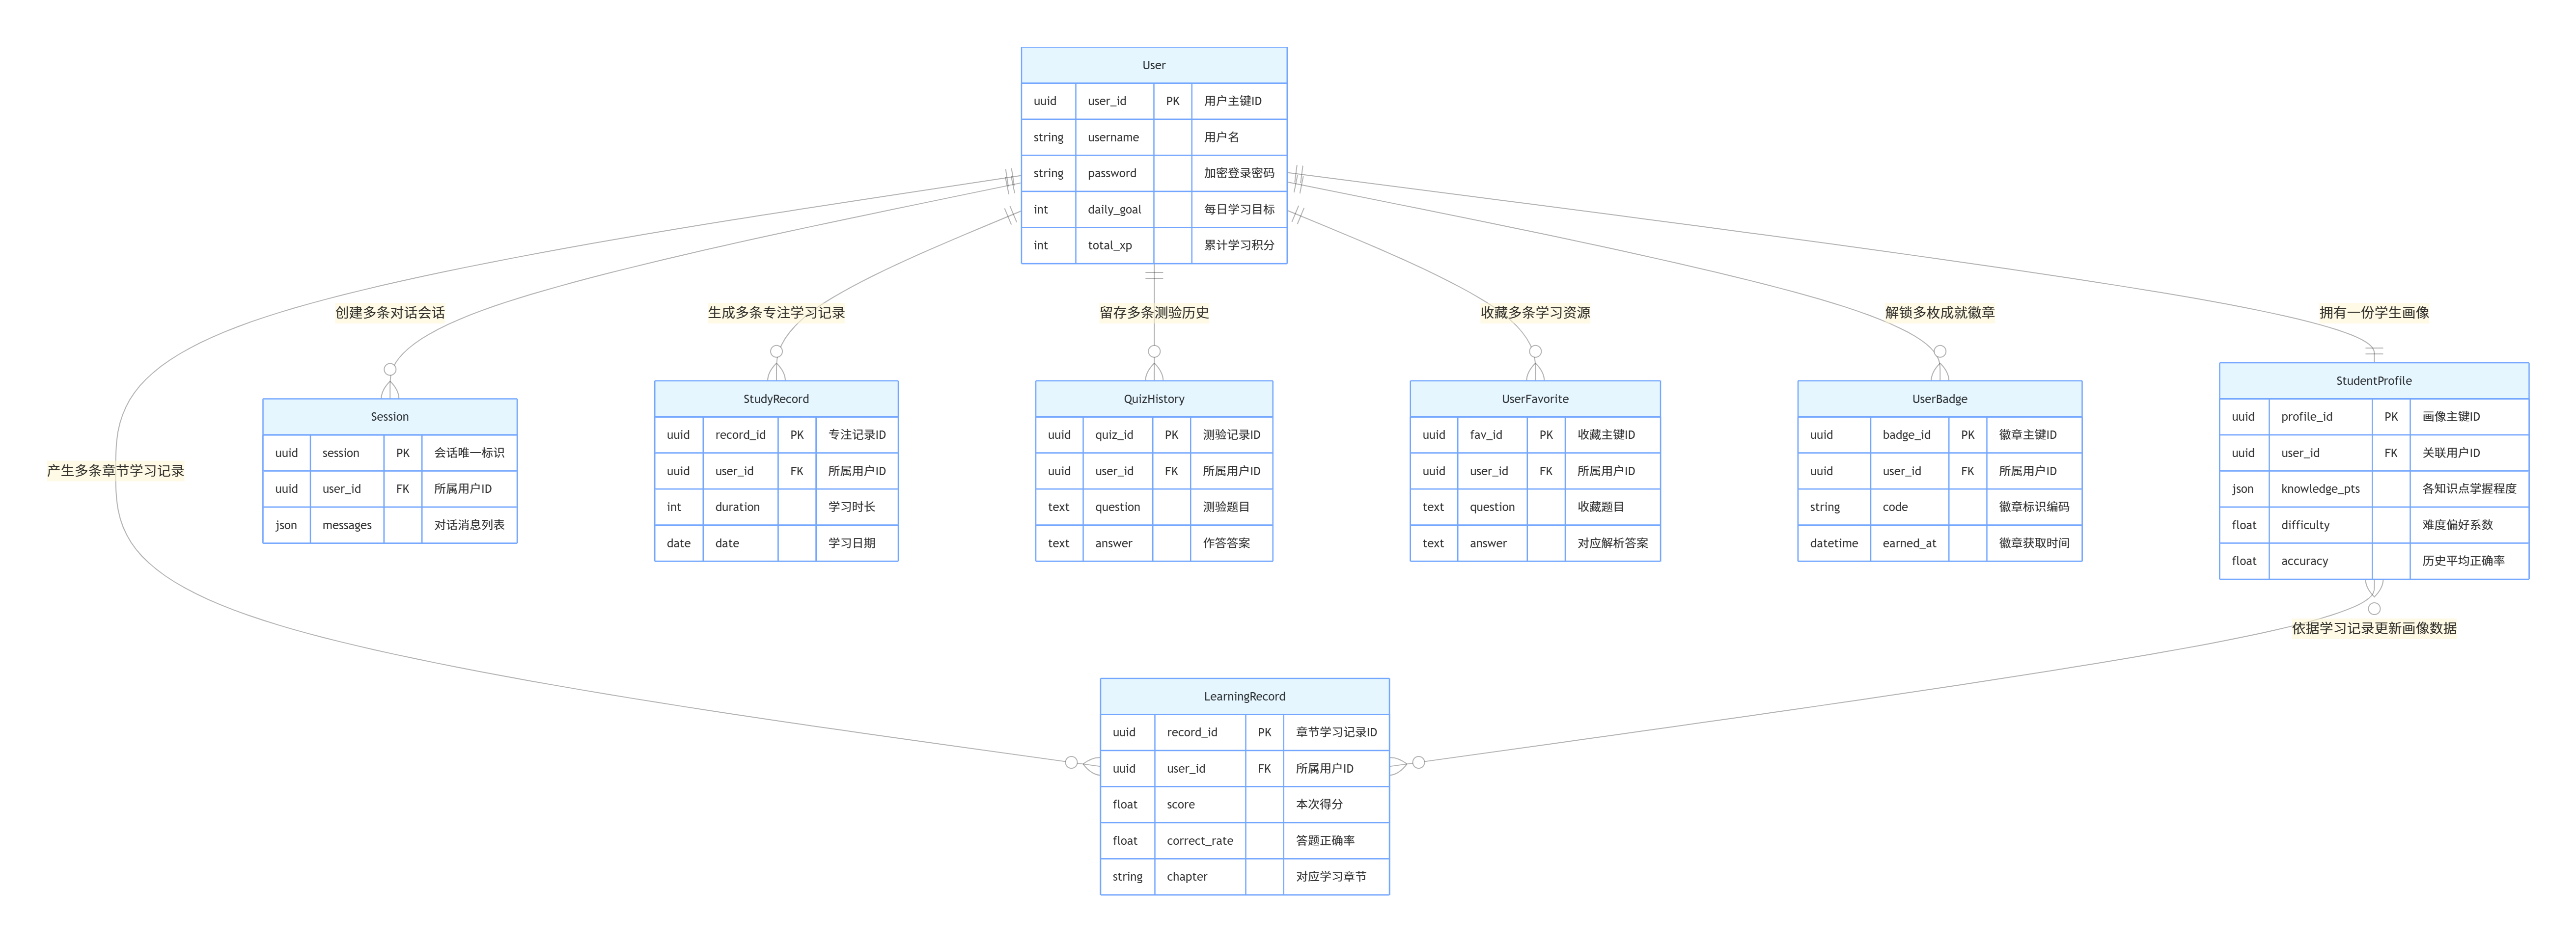 User
uuid user_id PK 用户主键ID
string username 用户名
string password 加密登录密码
int daily_goal 每日学习目标
int total_xp 累计学习积分
创建多条对话会话
生成多条专注学习记录
留存多条测验历史
收藏多条学习资源
解锁多枚成就徽章
拥有一份学生画像
产生多条章节学习记录
Session
uuid session PK 会话唯一标识
uuid user_id FK 所属用户ID
json messages 对话消息列表
StudyRecord
uuid record_id PK 专注记录ID
uuid user_id FK 所属用户ID
int duration 学习时长
date date 学习日期
QuizHistory
uuid quiz_id PK 测验记录ID
uuid user_id FK 所属用户ID
text question 测验题目
text answer 作答答案
UserFavorite
uuid fav_id PK 收藏主键ID
uuid user_id FK 所属用户ID
text question 收藏题目
text answer 对应解析答案
UserBadge
uuid badge_id PK 徽章主键ID
uuid user_id FK 所属用户ID
string code 徽章标识编码
datetime earned_at 徽章获取时间
StudentProfile
uuid profile_id PK 画像主键ID
uuid user_id FK 关联用户ID
json knowledge_pts 各知识点掌握程度
float difficulty 难度偏好系数
float accuracy 历史平均正确率
依据学习记录更新画像数据
LearningRecord
uuid record_id PK 章节学习记录ID
uuid user_id FK 所属用户ID
float score 本次得分
float correct_rate 答题正确率
string chapter 对应学习章节